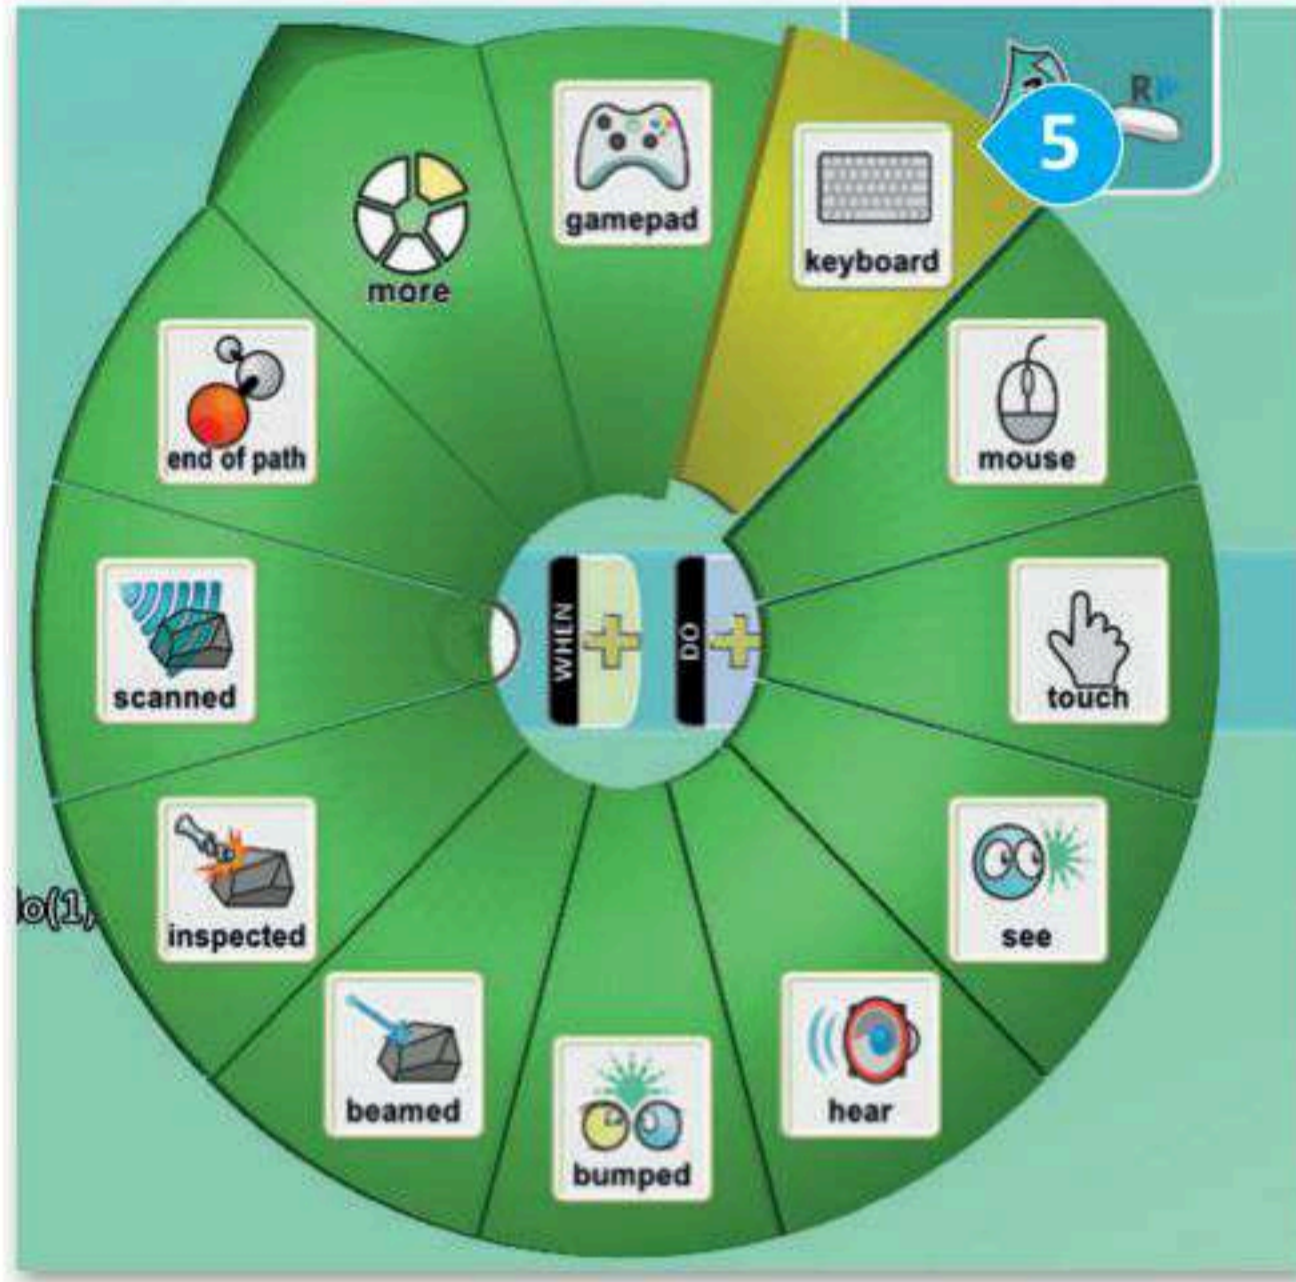 R
5
gamepad
keyboard
more
mouse
end of path
WHEN
DO
touch
scanned
see
inspected
hear
beamed
bumped